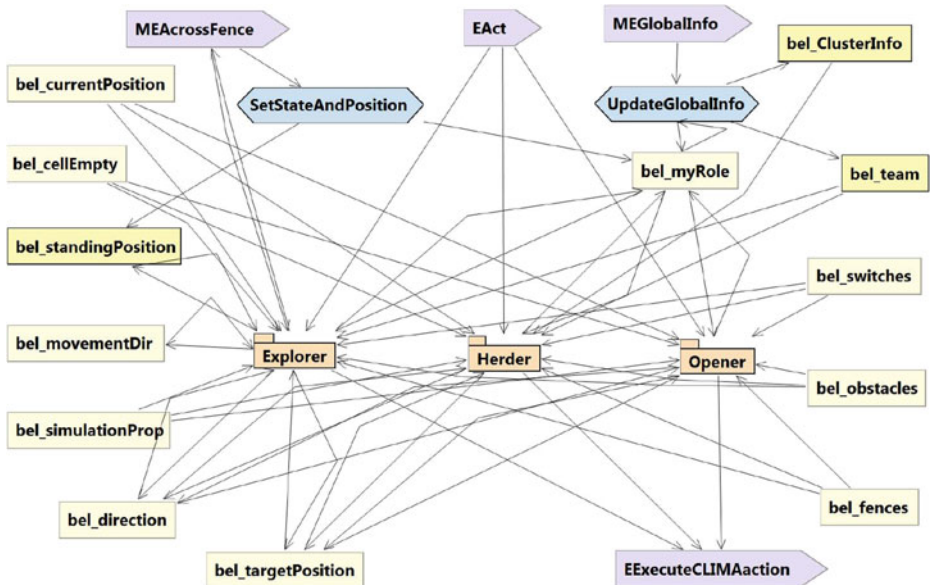 MEAcrossFence
EAct
MEGlobalInfo
bel_ClusterInfo
bel_currentPosition
SetStateAndPosition
UpdateGlobalInfo
bel_cellEmpty
bel_myRole
bel_team
bel_standingPosition
bel_switches
bel_movementDir
Explorer
Herder
Opener
bel_obstacles
bel_simulationProp
bel_direction
bel_fences
bel_targetPosition
EExecuteCLIMAaction